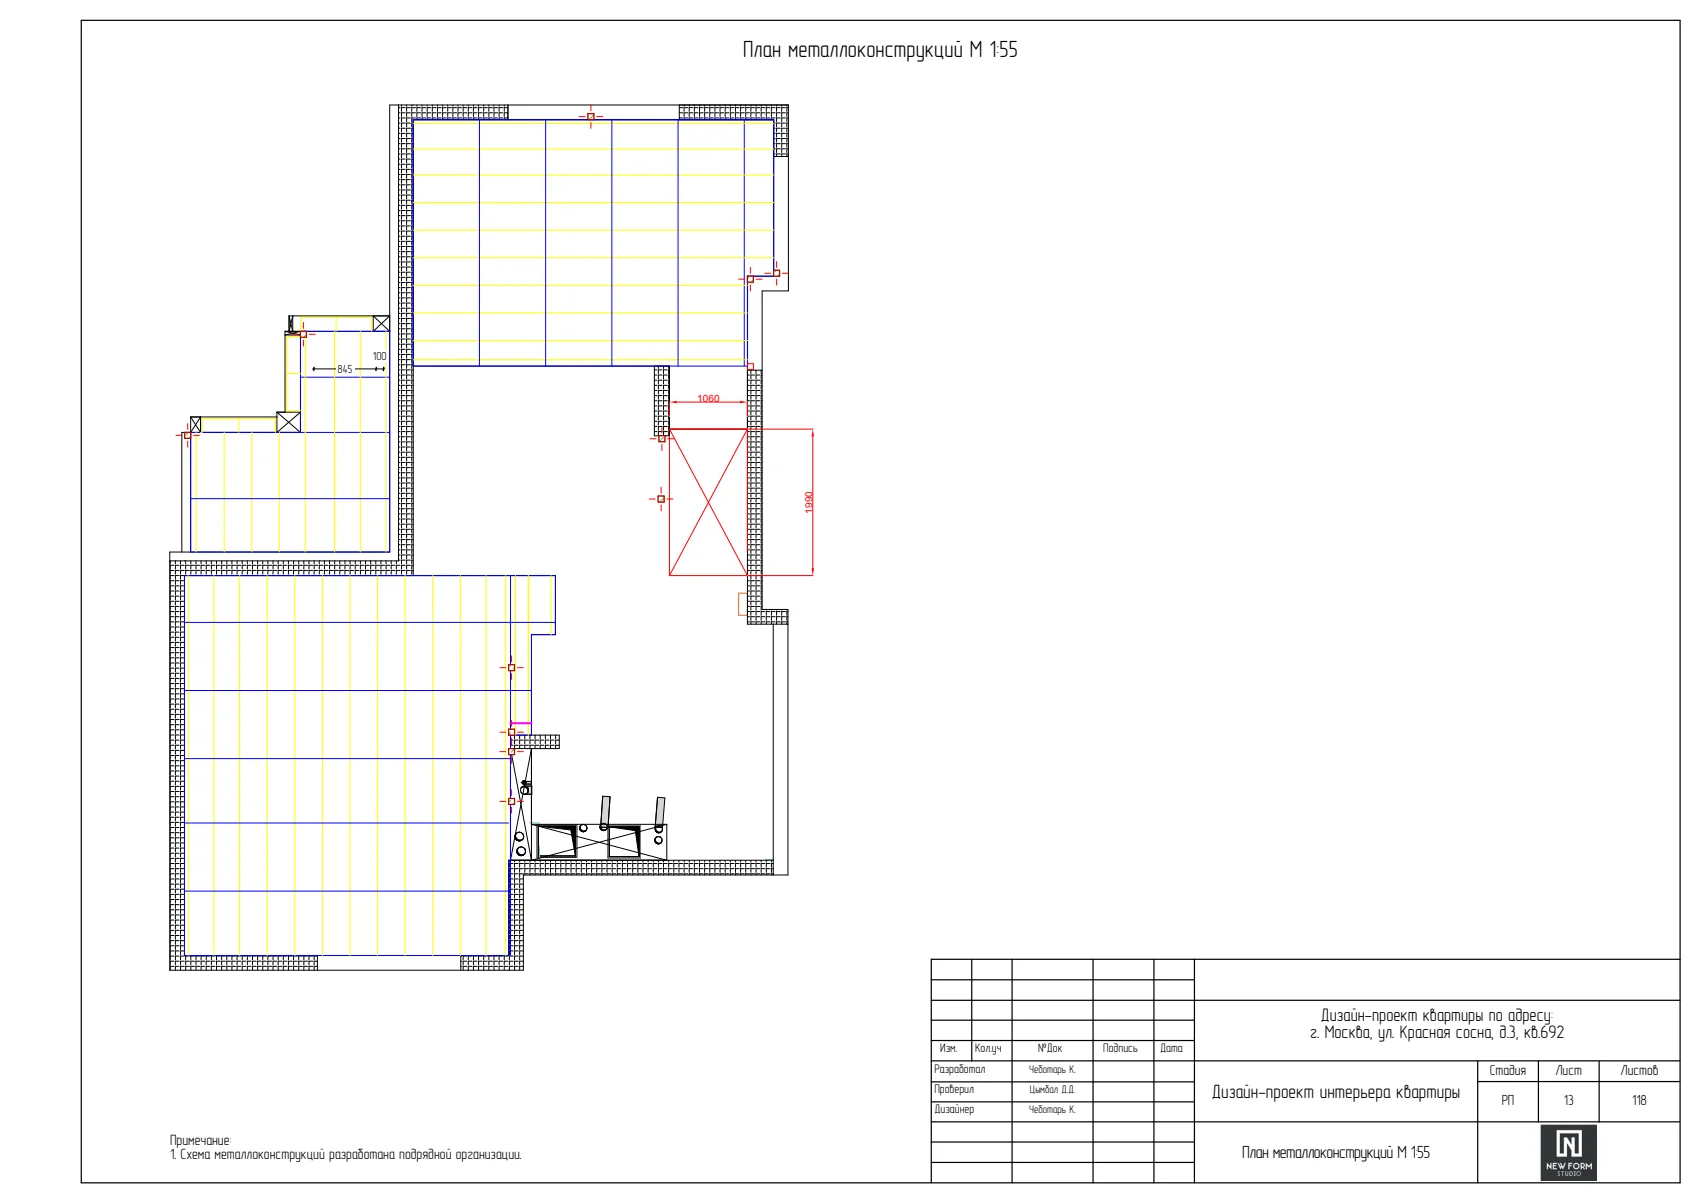 План металлоконструкций М 1:55
100
845
1060
1990
Дизайн-проект квартиры по адресу:
г. Москва, ул. Красная сосна, д.3, кв.692
Изм. Кол.уч №Док Подпись Дата
Разработал Чеботарь К.
Проверил Цымбал Д.Д.
Дизайнер Чеботарь К.
Дизайн-проект интерьера квартиры
Стадия Лист Листов
РП 13 118
План металлоконструкций М 1:55
NEW FORM
STUDIO
Примечание:
1. Схема металлоконструкций разработана подрядной организации.